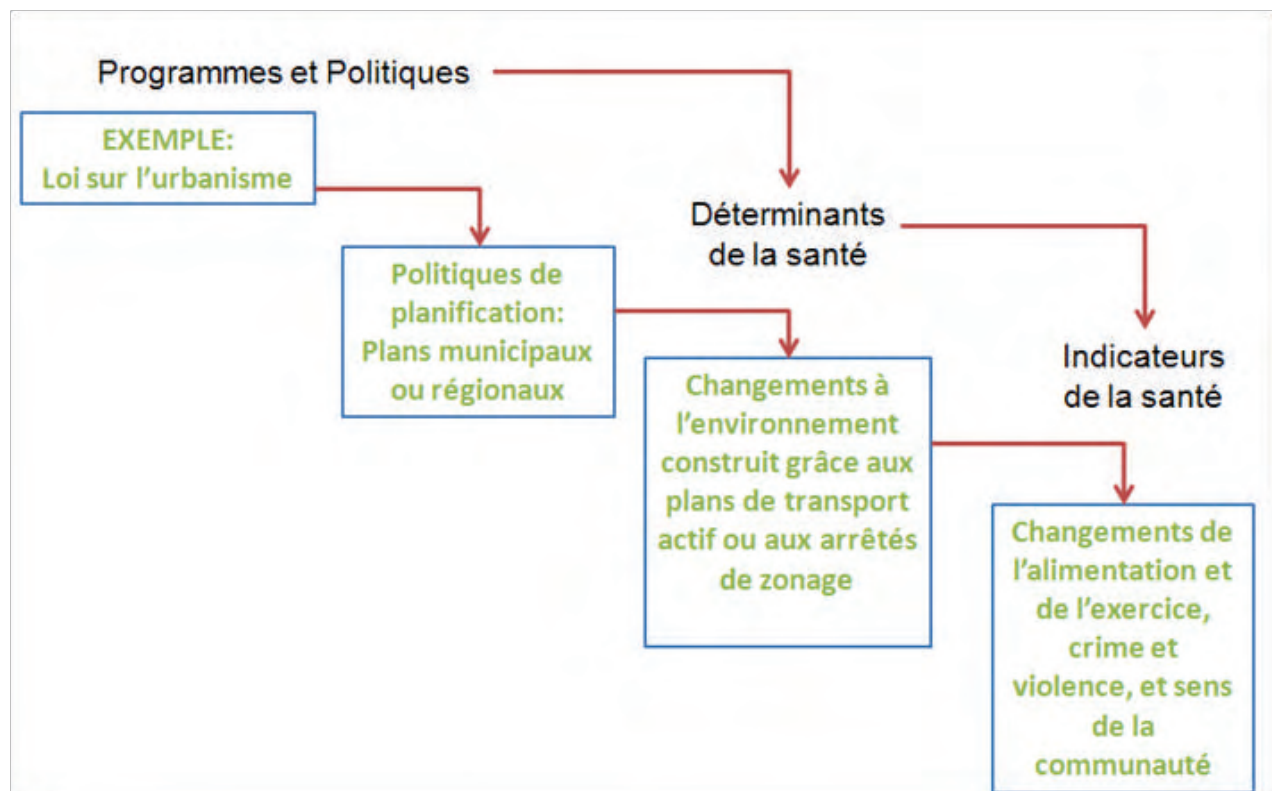 Programmes et Politiques
EXEMPLE:
Loi sur l'urbanisme
Déterminants
de la santé
Politiques de
planification:
Plans municipaux
ou régionaux
Indicateurs
de la santé
Changements à
l'environnement
construit grâce aux
plans de transport
actif ou aux arrêtés
de zonage
Changements de
l'alimentation et
de l'exercice,
crime et
violence, et sens
de la
communauté